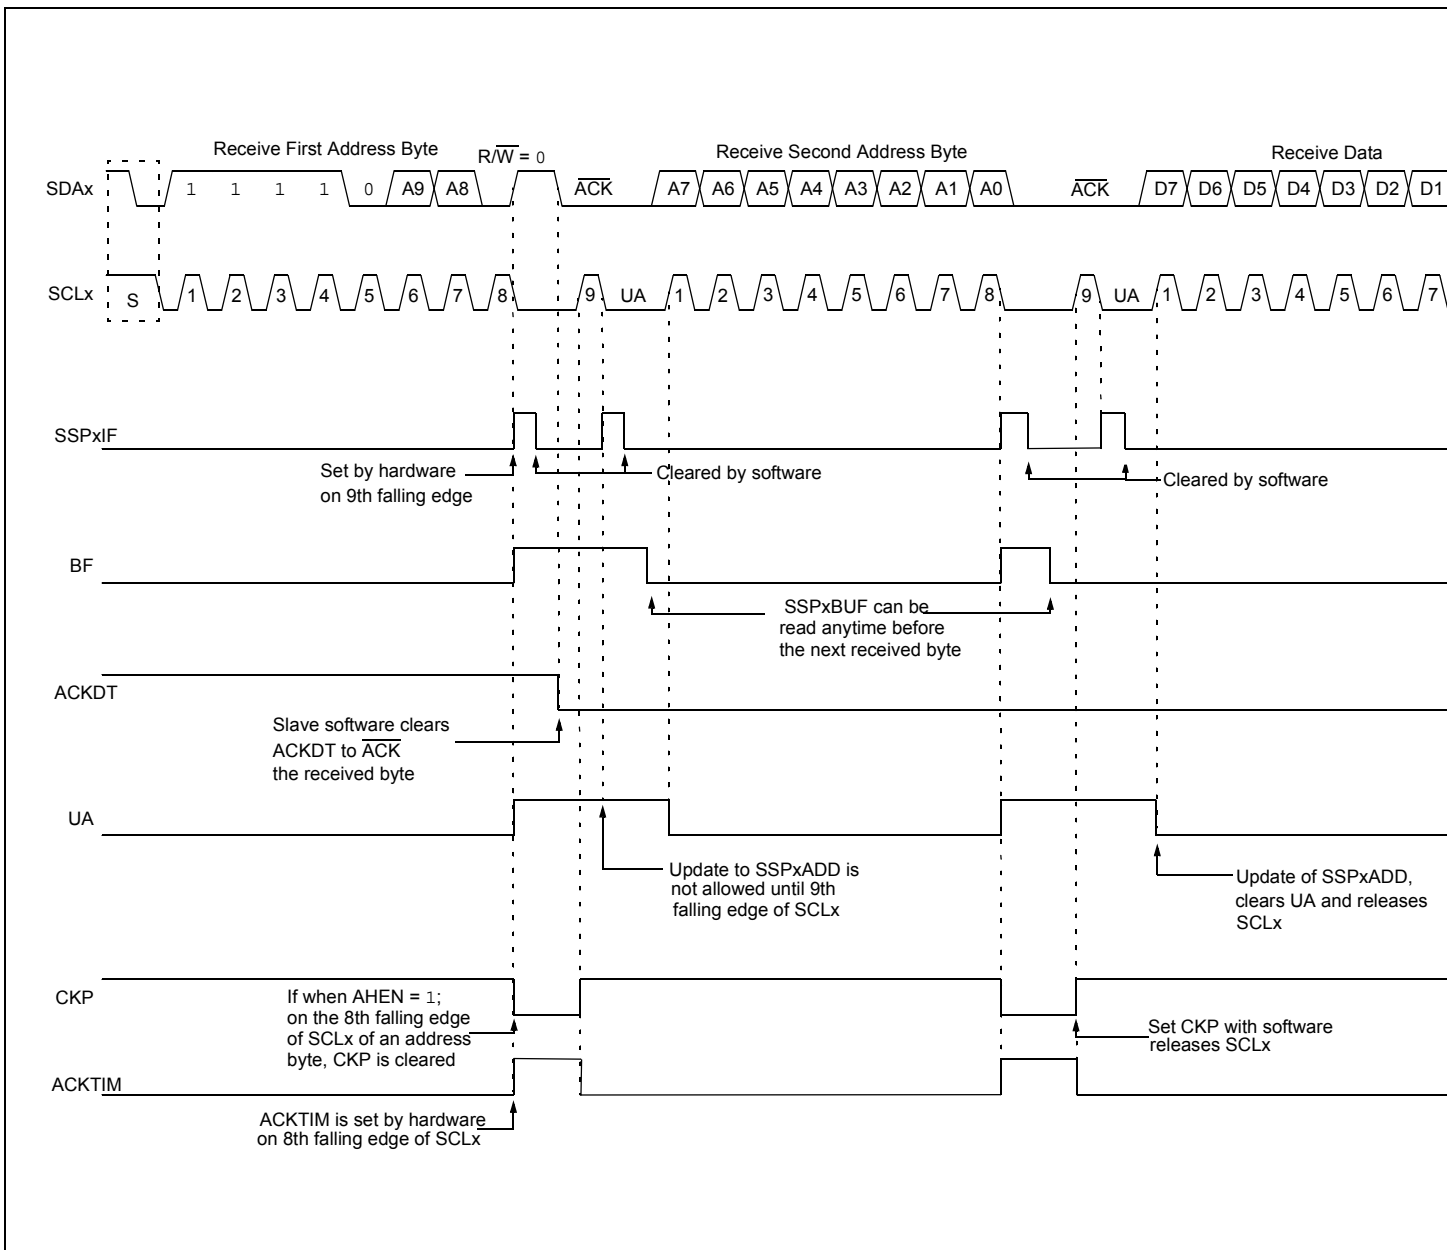 Receive First Address Byte
R/W = 0
Receive Second Address Byte
Receive Data
SDAx
1 1 1 1 0 A9 A8
ACK
A7 A6 A5 A4 A3 A2 A1 A0
ACK
D7 D6 D5 D4 D3 D2 D1
SCLx
S
1 2 3 4 5 6 7 8
9
UA
1 2 3 4 5 6 7 8
9
UA
1 2 3 4 5 6 7
SSPxIF
Set by hardware
on 9th falling edge
Cleared by software
Cleared by software
BF
SSPxBUF can be
read anytime before
the next received byte
ACKDT
Slave software clears
ACKDT to ACK
the received byte
UA
Update to SSPxADD is
not allowed until 9th
falling edge of SCLx
Update of SSPxADD,
clears UA and releases
SCLx
CKP
If when AHEN = 1;
on the 8th falling edge
of SCLx of an address
byte, CKP is cleared
Set CKP with software
releases SCLx
ACKTIM
ACKTIM is set by hardware
on 8th falling edge of SCLx